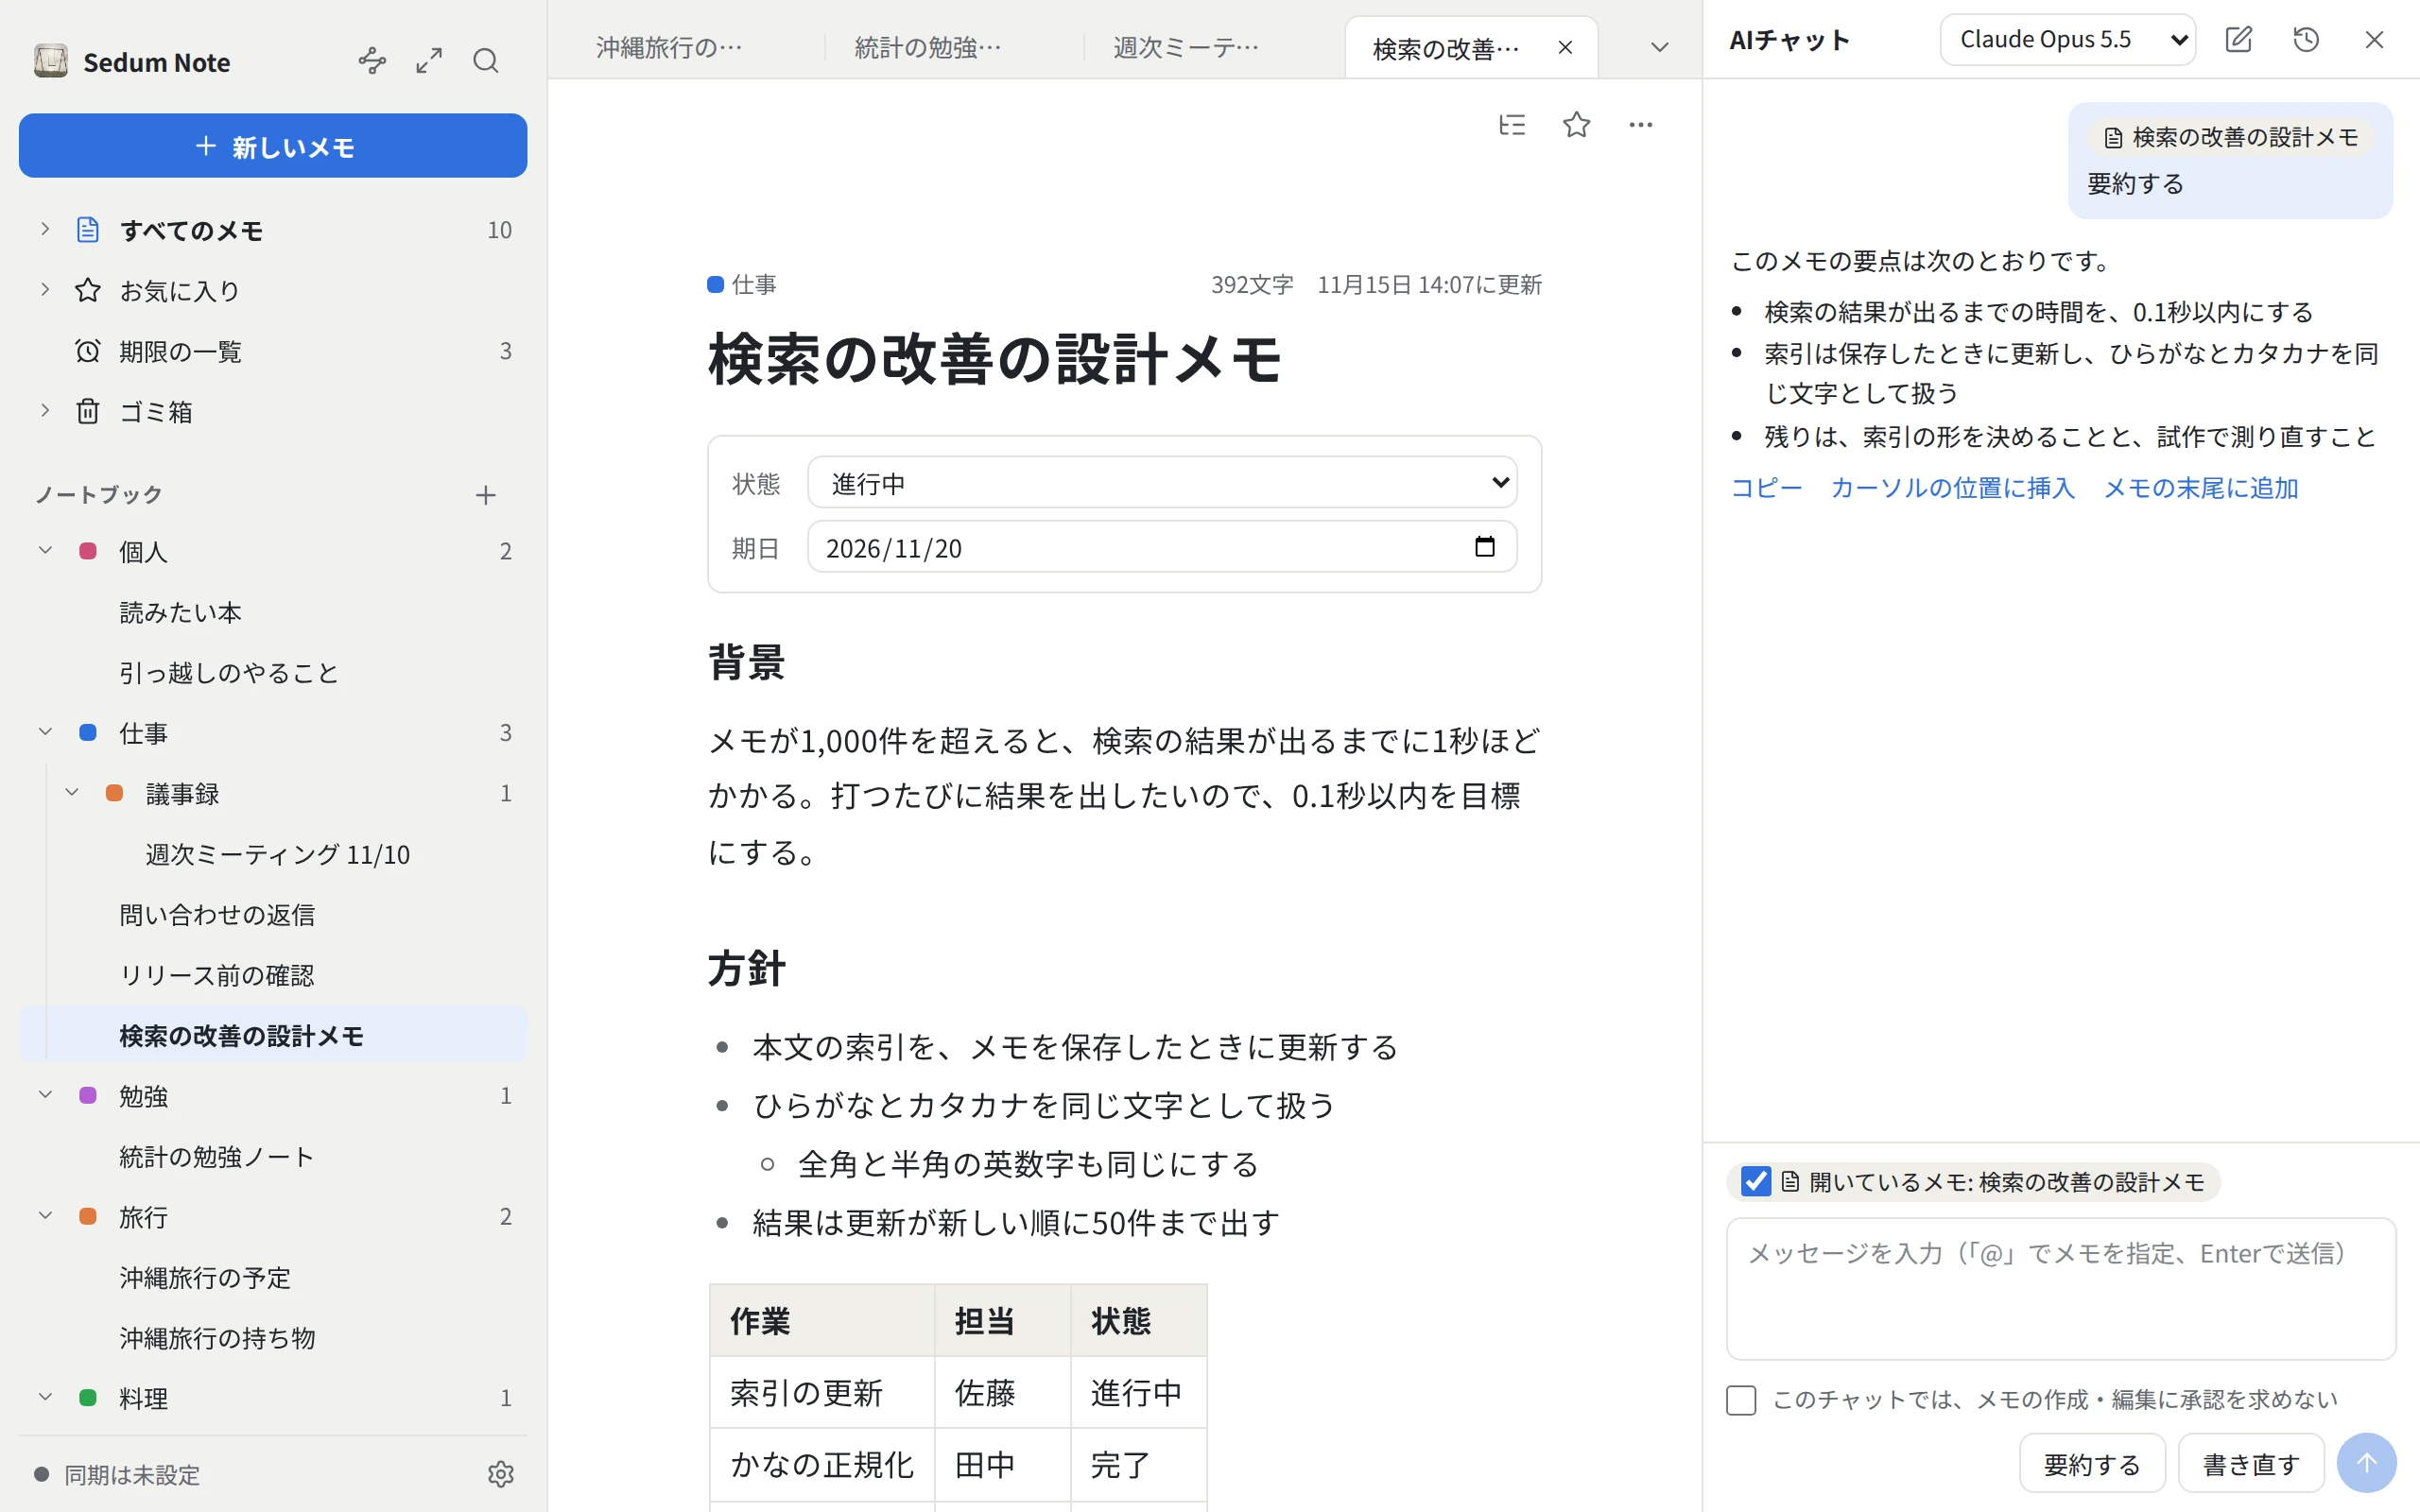 Sedum Note
新しいメモ
すべてのメモ 10
お気に入り
期限の一覧 3
ゴミ箱
ノートブック
個人 2
読みたい本
引っ越しのやること
仕事 3
議事録 1
週次ミーティング 11/10
問い合わせの返信
リリース前の確認
検索の改善の設計メモ
勉強 1
統計の勉強ノート
旅行 2
沖縄旅行の予定
沖縄旅行の持ち物
料理 1
同期は未設定
沖縄旅行の… 統計の勉強… 週次ミーテ… 検索の改善…
仕事 392文字 11月15日 14:07に更新
検索の改善の設計メモ
状態 進行中
期日 2026/11/20
背景
メモが1,000件を超えると、検索の結果が出るまでに1秒ほど
かかる。打つたびに結果を出したいので、0.1秒以内を目標
にする。
方針
本文の索引を、メモを保存したときに更新する
ひらがなとカタカナを同じ文字として扱う
全角と半角の英数字も同じにする
結果は更新が新しい順に50件まで出す
作業 担当 状態
索引の更新 佐藤 進行中
かなの正規化 田中 完了
AIチャット Claude Opus 5.5
検索の改善の設計メモ
要約する
このメモの要点は次のとおりです。
検索の結果が出るまでの時間を、0.1秒以内にする
索引は保存したときに更新し、ひらがなとカタカナを同
じ文字として扱う
残りは、索引の形を決めることと、試作で測り直すこと
コピー カーソルの位置に挿入 メモの末尾に追加
開いているメモ: 検索の改善の設計メモ
メッセージを入力（「@」でメモを指定、Enterで送信）
このチャットでは、メモの作成・編集に承認を求めない
要約する 書き直す